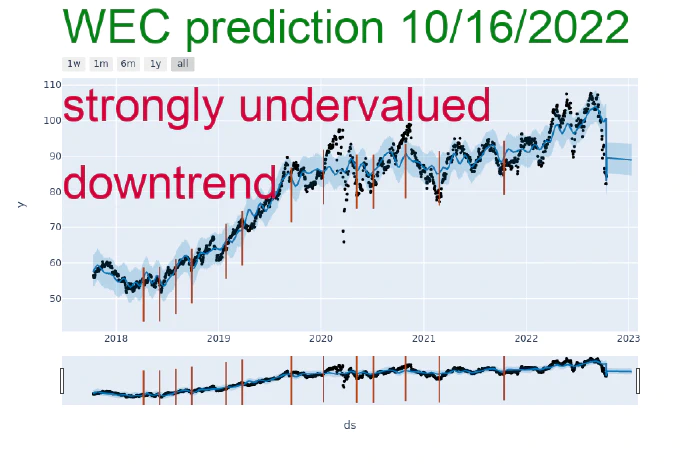 WEC prediction 10/16/2022
1w 1m 6m 1y all
strongly undervalued
downtrend
110
100
90
80
70
60
50
y
2018 2019 2020 2021 2022 2023
ds